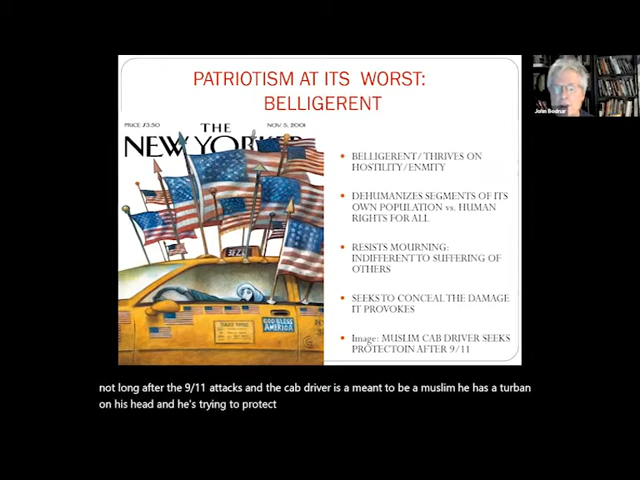 PATRIOTISM AT ITS WORST:
BELLIGERENT
PRICE $3.50
THE
NOV. 5, 2001
NEW YORKER
GOD BLESS
AMERICA
• BELLIGERENT/ THRIVES ON
HOSTILITY/ENMITY
• DEHUMANIZES SEGMENTS OF ITS
OWN POPULATION vs. HUMAN
RIGHTS FOR ALL
• RESISTS MOURNING:
INDIFFERENT TO SUFFERING OF
OTHERS
• SEEKS TO CONCEAL THE DAMAGE
IT PROVOKES
• Image: MUSLIM CAB DRIVER SEEKS
PROTECTOIN AFTER 9/11
John Bodnar
not long after the 9/11 attacks and the cab driver is a meant to be a muslim he has a turban
on his head and he's trying to protect